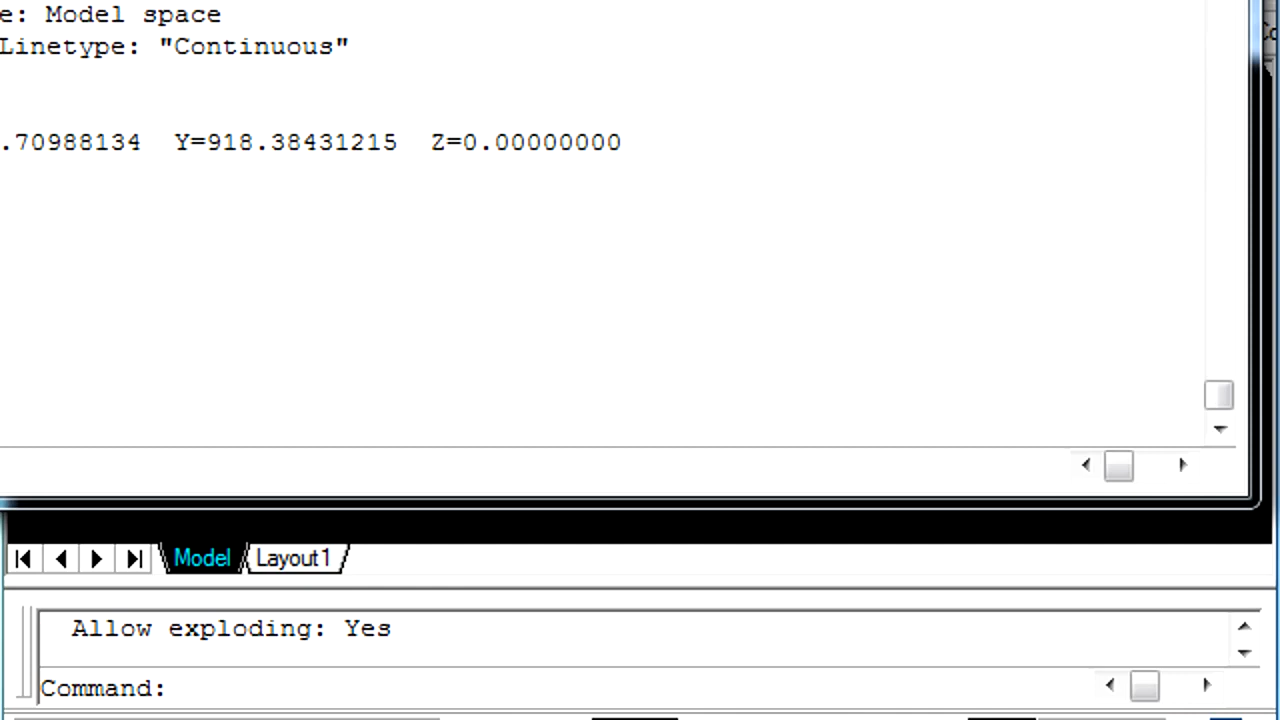 e: Model space
Linetype: "Continuous"
.70988134 Y=918.38431215 Z=0.00000000
Model Layout1
Allow exploding: Yes
Command: